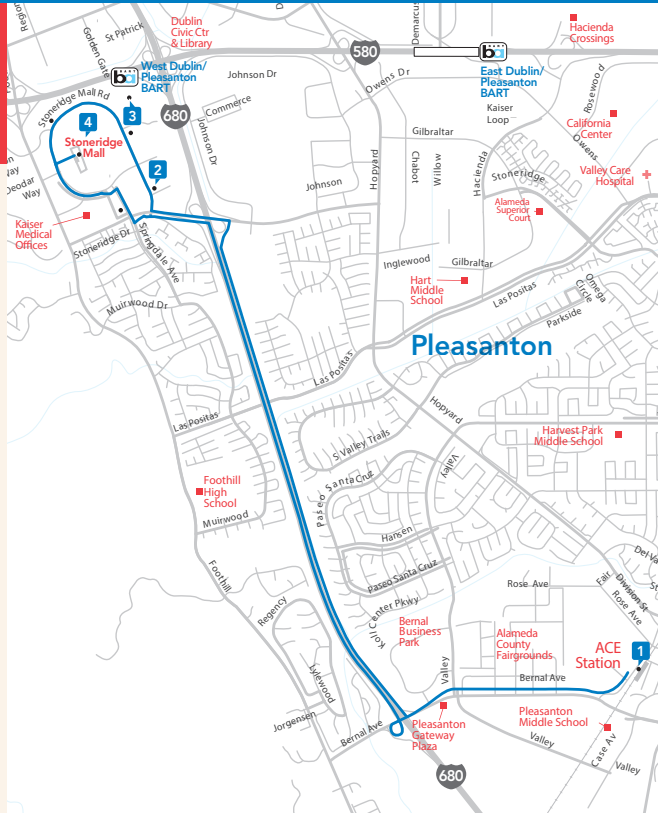 Region
St Patrick
Golden Gate
Dublin
Civic Ctr
& Library
Demarcus
Hacienda
Crossings
580
West Dublin/
Pleasanton
BART
East Dublin/
Pleasanton
BART
Johnson Dr
Owens Dr
Rosewood
Stoneridge Mall Rd
Commerce
Kaiser
Loop
680
3
4
Stoneridge
Mall
Johnson Dr
Gilbraltar
California
Center
Owens
Hopyard
Chabot
Willow
Hacienda
Stoneridge
Valley Care
Hospital
way
Deodar
Way
2
Johnson
Alameda
Superior
Court
Kaiser
Medical
Offices
Stoneridge Dr
Springdale Ave
Inglewood
Gilbraltar
Hart
Middle
School
Las Positas
Omega
Circle
Parkside
Muirwood Dr
Pleasanton
Las Positas
Las Positas
Hopyard
Harvest Park
Middle School
S Valley Trails
Valley
Foothill
High
School
Paseo Santa Cruz
Muirwood
Hansen
Foothill
Paseo Santa Cruz
Del Va
Rose Ave
Fair
Division St
St
Rose Ave
Regency
Koll Center Pkwy
Bernal
Business
Park
Alameda
County
Fairgrounds
ACE
Station
1
Lylewood
Valley
Bernal Ave
Jorgensen
Bernal Ave
Pleasanton
Gateway
Plaza
Pleasanton
Middle School
Valley
Case Av
Valley
680